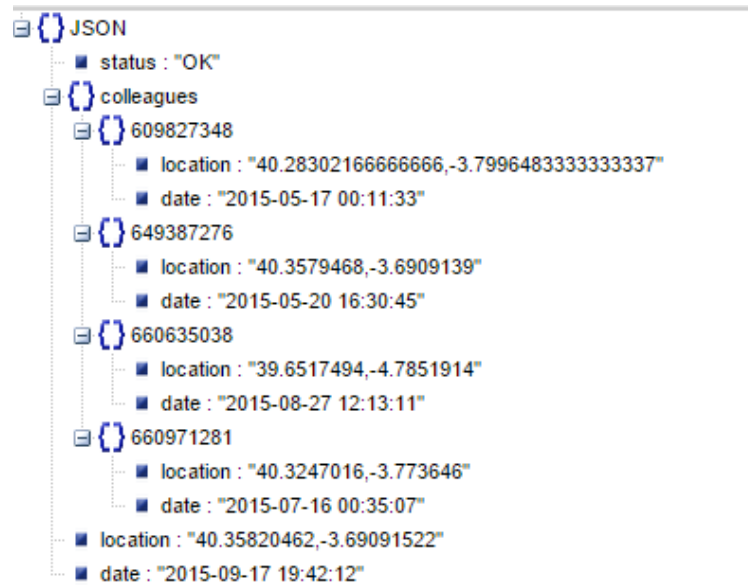 JSON
status : "OK"
colleagues
609827348
location : "40.28302166666666,-3.7996483333333337"
date : "2015-05-17 00:11:33"
649387276
location : "40.3579468,-3.6909139"
date : "2015-05-20 16:30:45"
660635038
location : "39.6517494,-4.7851914"
date : "2015-08-27 12:13:11"
660971281
location : "40.3247016,-3.773646"
date : "2015-07-16 00:35:07"
location : "40.35820462,-3.69091522"
date : "2015-09-17 19:42:12"